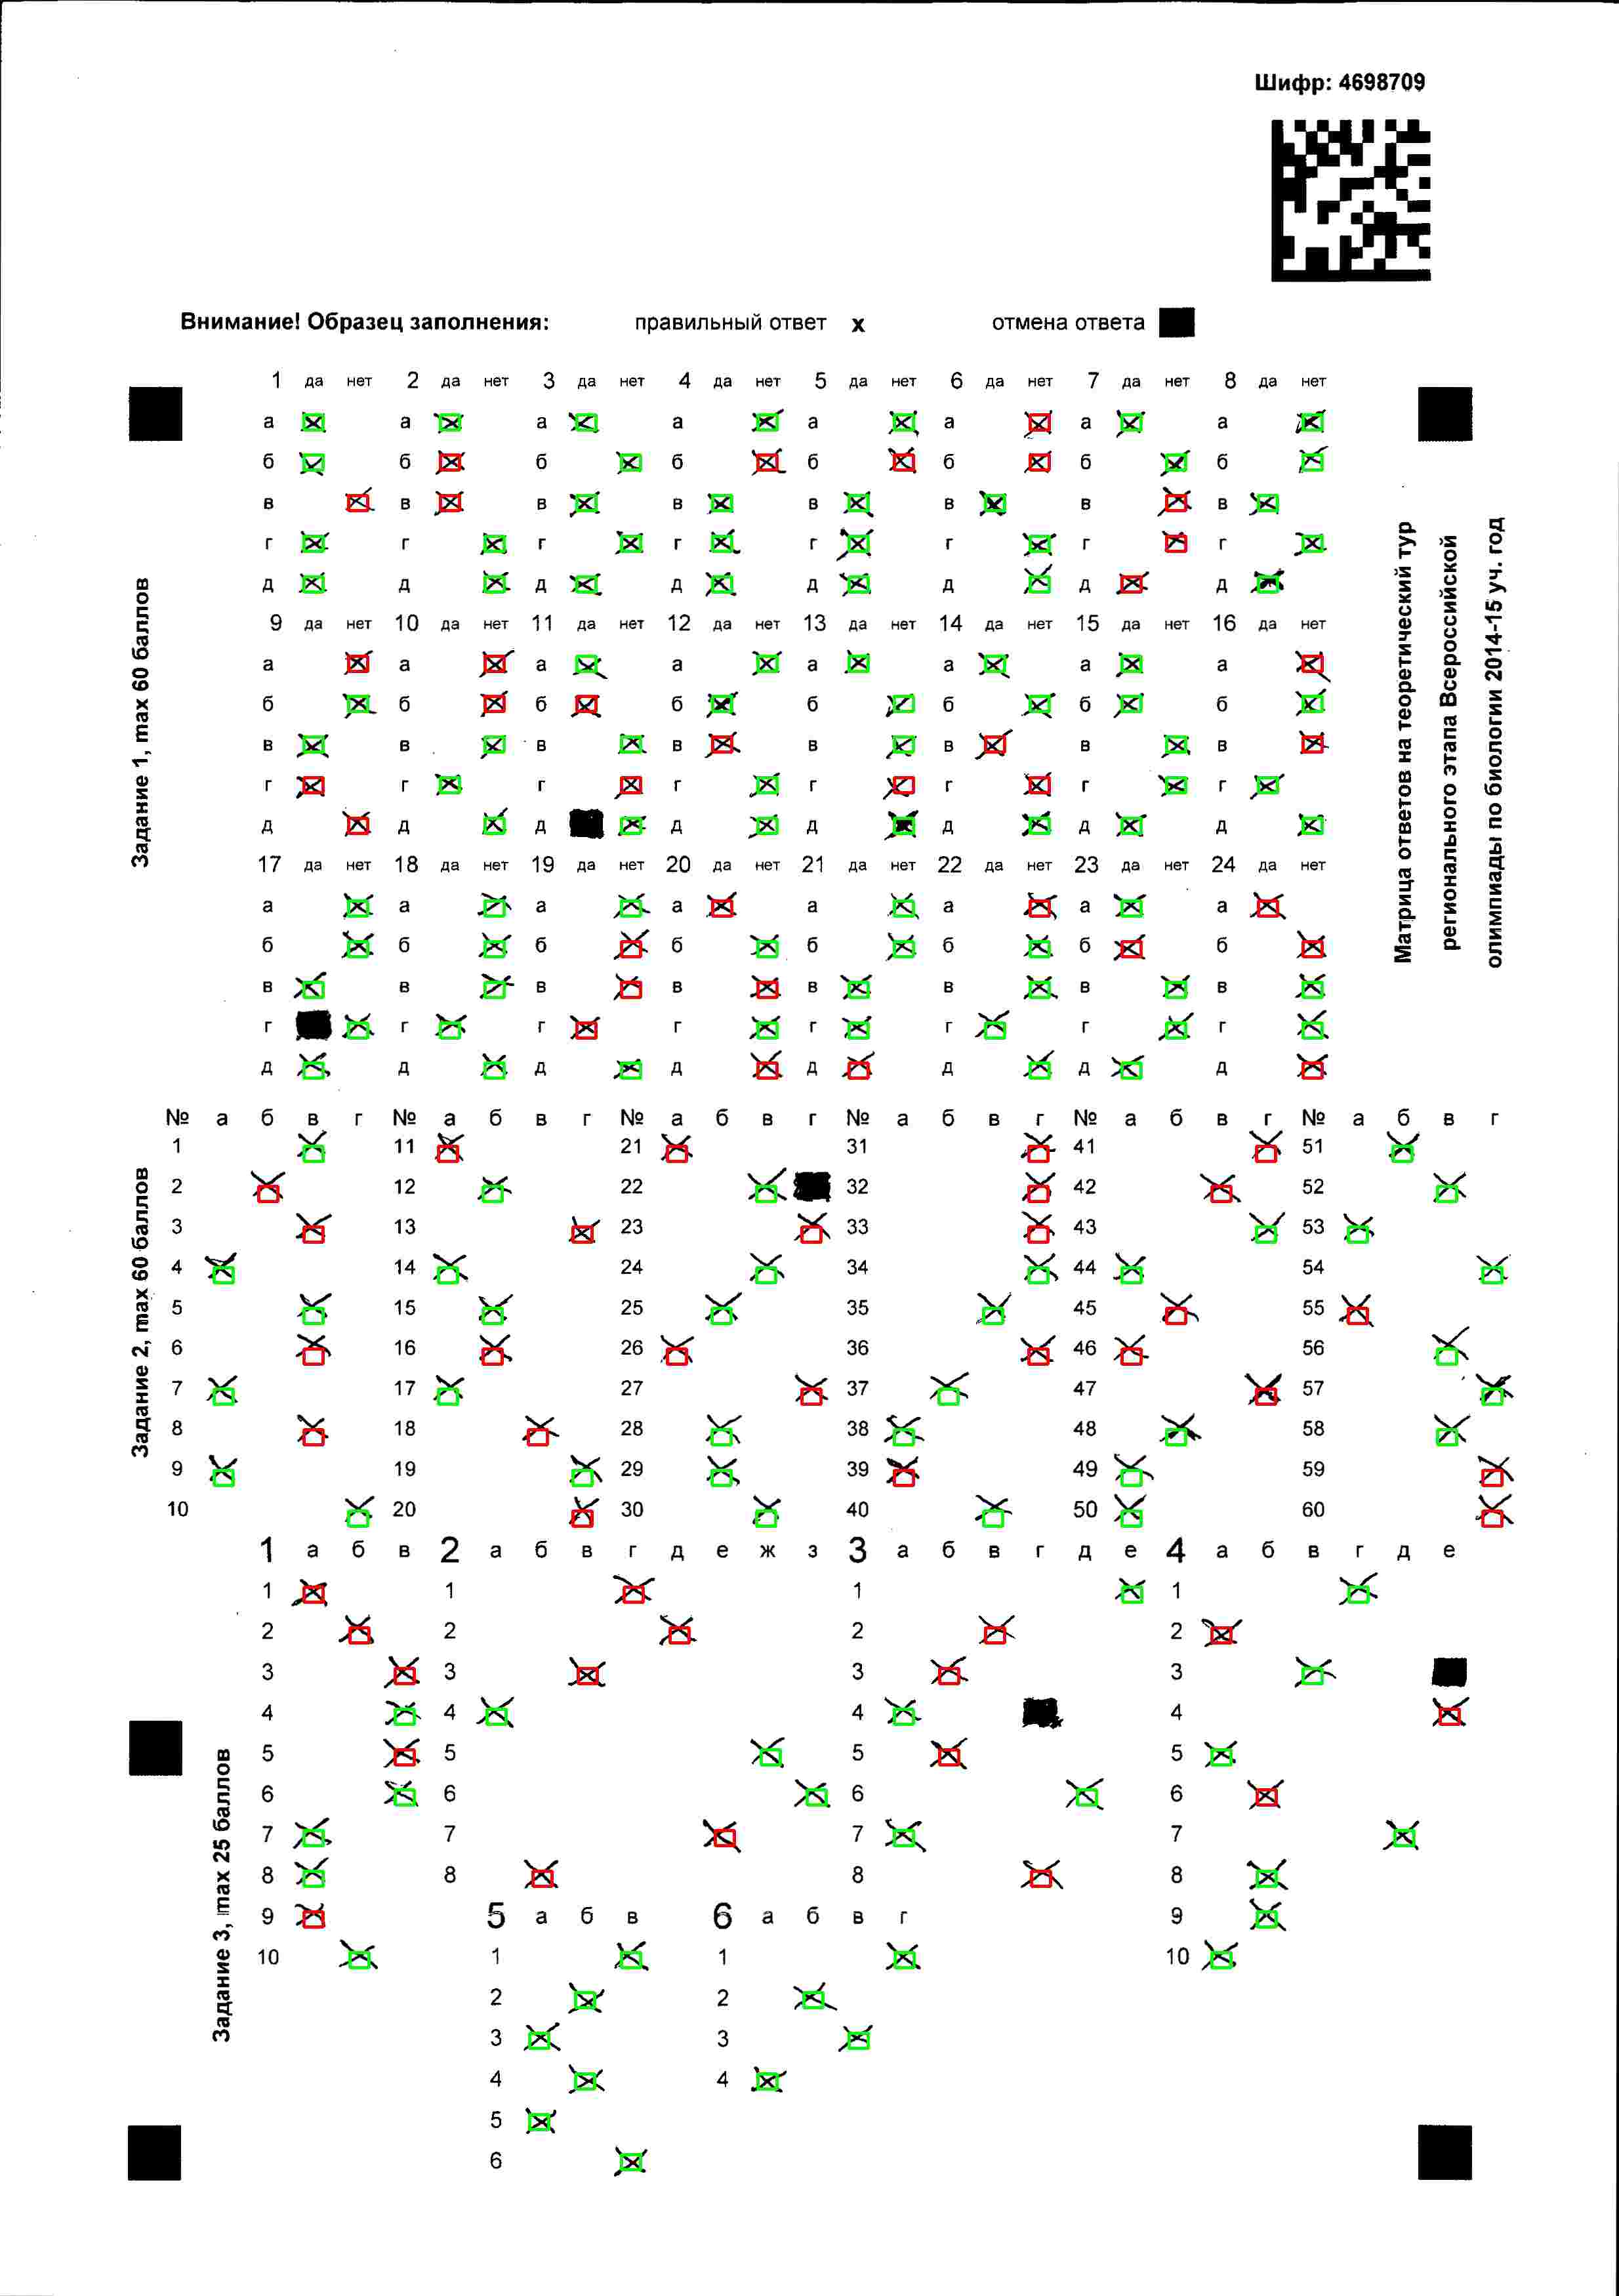 Шифр: 4698709
Внимание! Образец заполнения: правильный ответ x отмена ответа
Задание 1, max 60 баллов
1 да нет 2 да нет 3 да нет 4 да нет 5 да нет 6 да нет 7 да нет 8 да нет
а а а а а а а а
б б б б б б б б
в в в в в в в в
г г г г г г г г
д д д д д д д д
9 да нет 10 да нет 11 да нет 12 да нет 13 да нет 14 да нет 15 да нет 16 да нет
а а а а а а а а
б б б б б б б б
в в в в в в в в
г г г г г г г г
д д д д д д д д
17 да нет 18 да нет 19 да нет 20 да нет 21 да нет 22 да нет 23 да нет 24 да нет
а а а а а а а а
б б б б б б б б
в в в в в в в в
г г г г г г г г
д д д д д д д д
Матрица ответов на теоретический тур
регионального этапа Всероссийской
олимпиады по биологии 2014-15 уч. год
Задание 2, max 60 баллов
№ а б в г № а б в г № а б в г № а б в г № а б в г № а б в г
1 11 21 31 41 51
2 12 22 32 42 52
3 13 23 33 43 53
4 14 24 34 44 54
5 15 25 35 45 55
6 16 26 36 46 56
7 17 27 37 47 57
8 18 28 38 48 58
9 19 29 39 49 59
10 20 30 40 50 60
Задание 3, max 25 баллов
1 а б в 2 а б в г д е ж з 3 а б в г д е 4 а б в г д е
1 1 1 1
2 2 2 2
3 3 3 3
4 4 4 4
5 5 5 5
6 6 6 6
7 7 7 7
8 8 8 8
9 5 а б в 6 а б в г 9
10 1 1 10
2 2
3 3
4 4
5
6